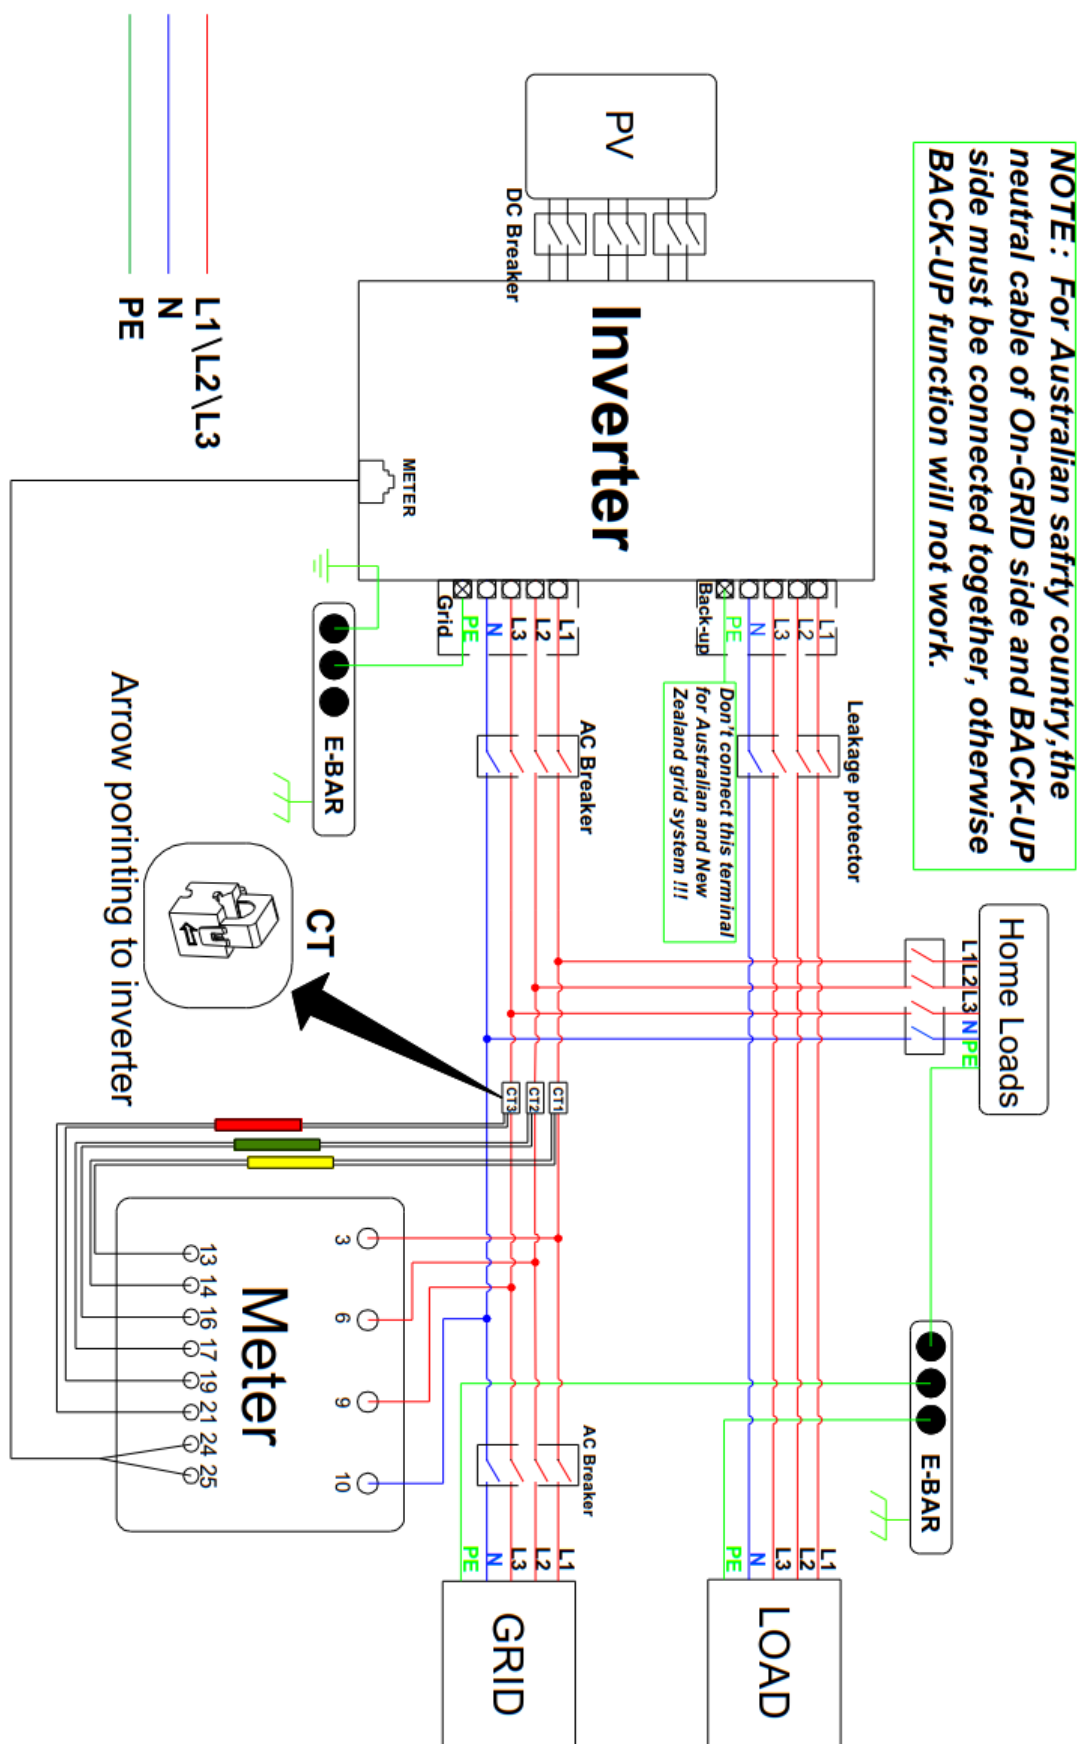 NOTE : For Australian safrty country,the
neutral cable of On-GRID side and BACK-UP
side must be connected together, otherwise
BACK-UP function will not work.
PV
DC Breaker
Inverter
METER
Back-up
L1
L2
L3
N
PE
Grid
L1
L2
L3
N
PE
Leakage protector
Don't connect this terminal
for Australian and New
Zealand grid system !!!
AC Breaker
Home Loads
L1L2L3 N PE
E-BAR
E-BAR
CT
Arrow porinting to inverter
CT1
CT2
CT3
Meter
3 6 9 10
13 14 16 17 19 21 24 25
AC Breaker
L1
L2
L3
N
PE
LOAD
L1
L2
L3
N
PE
GRID
L1\L2\L3
N
PE